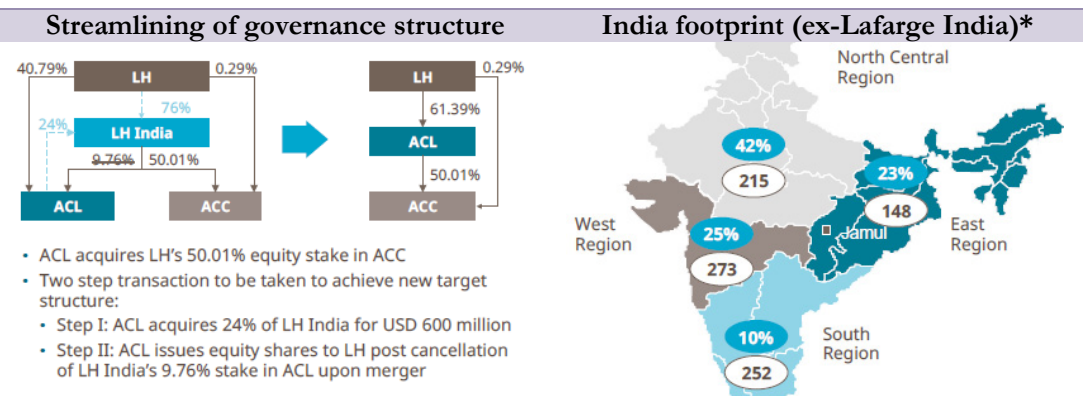 Streamlining of governance structure
40.79%
LH
0.29%
76%
24%
LH India
9.76%
50.01%
ACL
ACC
LH
0.29%
61.39%
ACL
50.01%
ACC
• ACL acquires LH's 50.01% equity stake in ACC
• Two step transaction to be taken to achieve new target
structure:
• Step I: ACL acquires 24% of LH India for USD 600 million
• Step II: ACL issues equity shares to LH post cancellation
of LH India's 9.76% stake in ACL upon merger
India footprint (ex-Lafarge India)*
North Central
Region
42%
215
23%
148
East
Region
Jamul
West
Region
25%
273
South
Region
10%
252